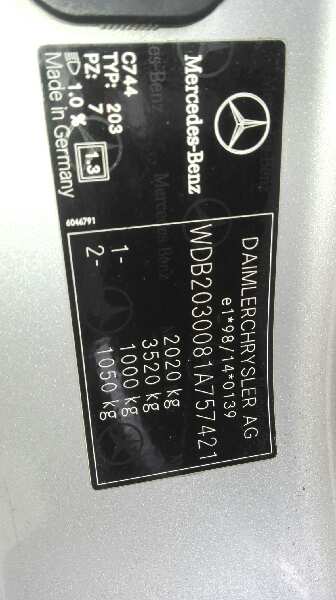 Mercedes-Benz
DAIMLERCHRYSLER AG
e1*98/14*0139
WDB2030081A757421
2020 kg
3520 kg
1- 1000 kg
2- 1050 kg
C744
TYP: 203
1.0 %
PZ: 7
1.3
Made in Germany
6046791